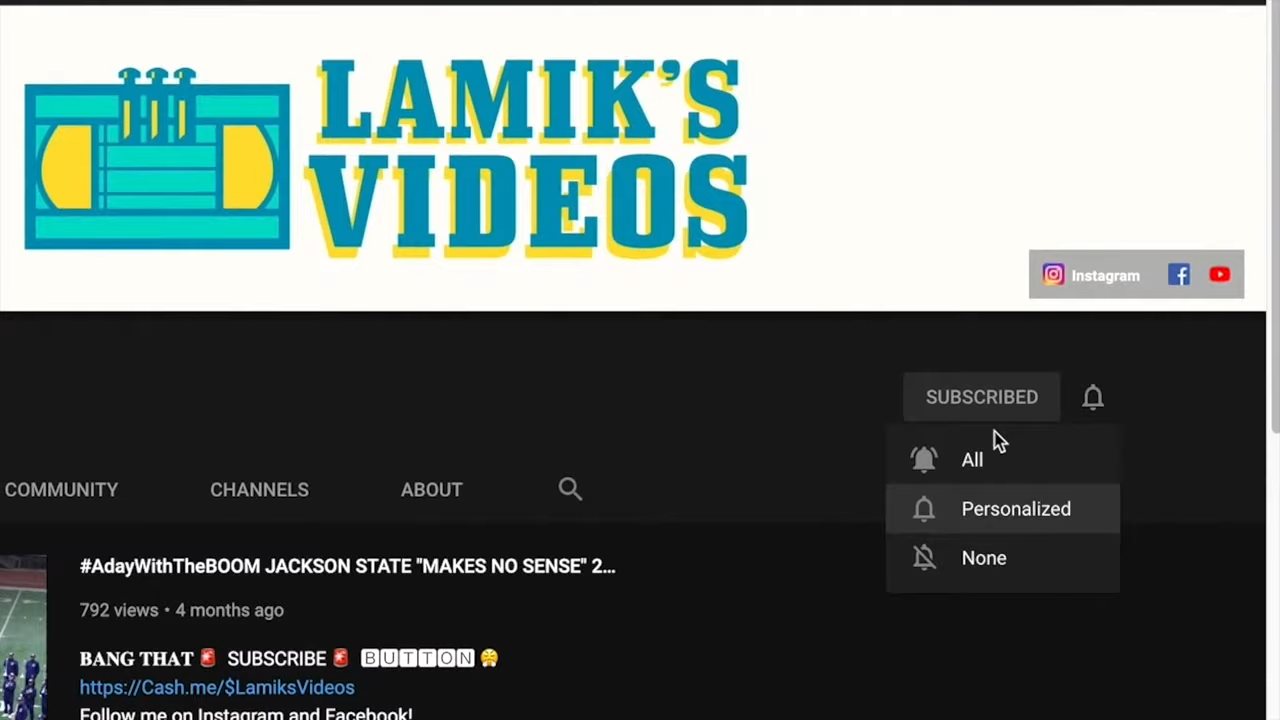 LAMIK'S
VIDEOS
Instagram
SUBSCRIBED
All
Personalized
None
COMMUNITY CHANNELS ABOUT
#AdayWithTheBOOM JACKSON STATE "MAKES NO SENSE" 2...
792 views • 4 months ago
𝐁𝐀𝐍𝐆 𝐓𝐇𝐀𝐓 🚨 SUBSCRIBE 🚨 🅱🆄🆃🆃🅾🅽 😤
https://Cash.me/$LamiksVideos
Follow me on Instagram and Facebook!